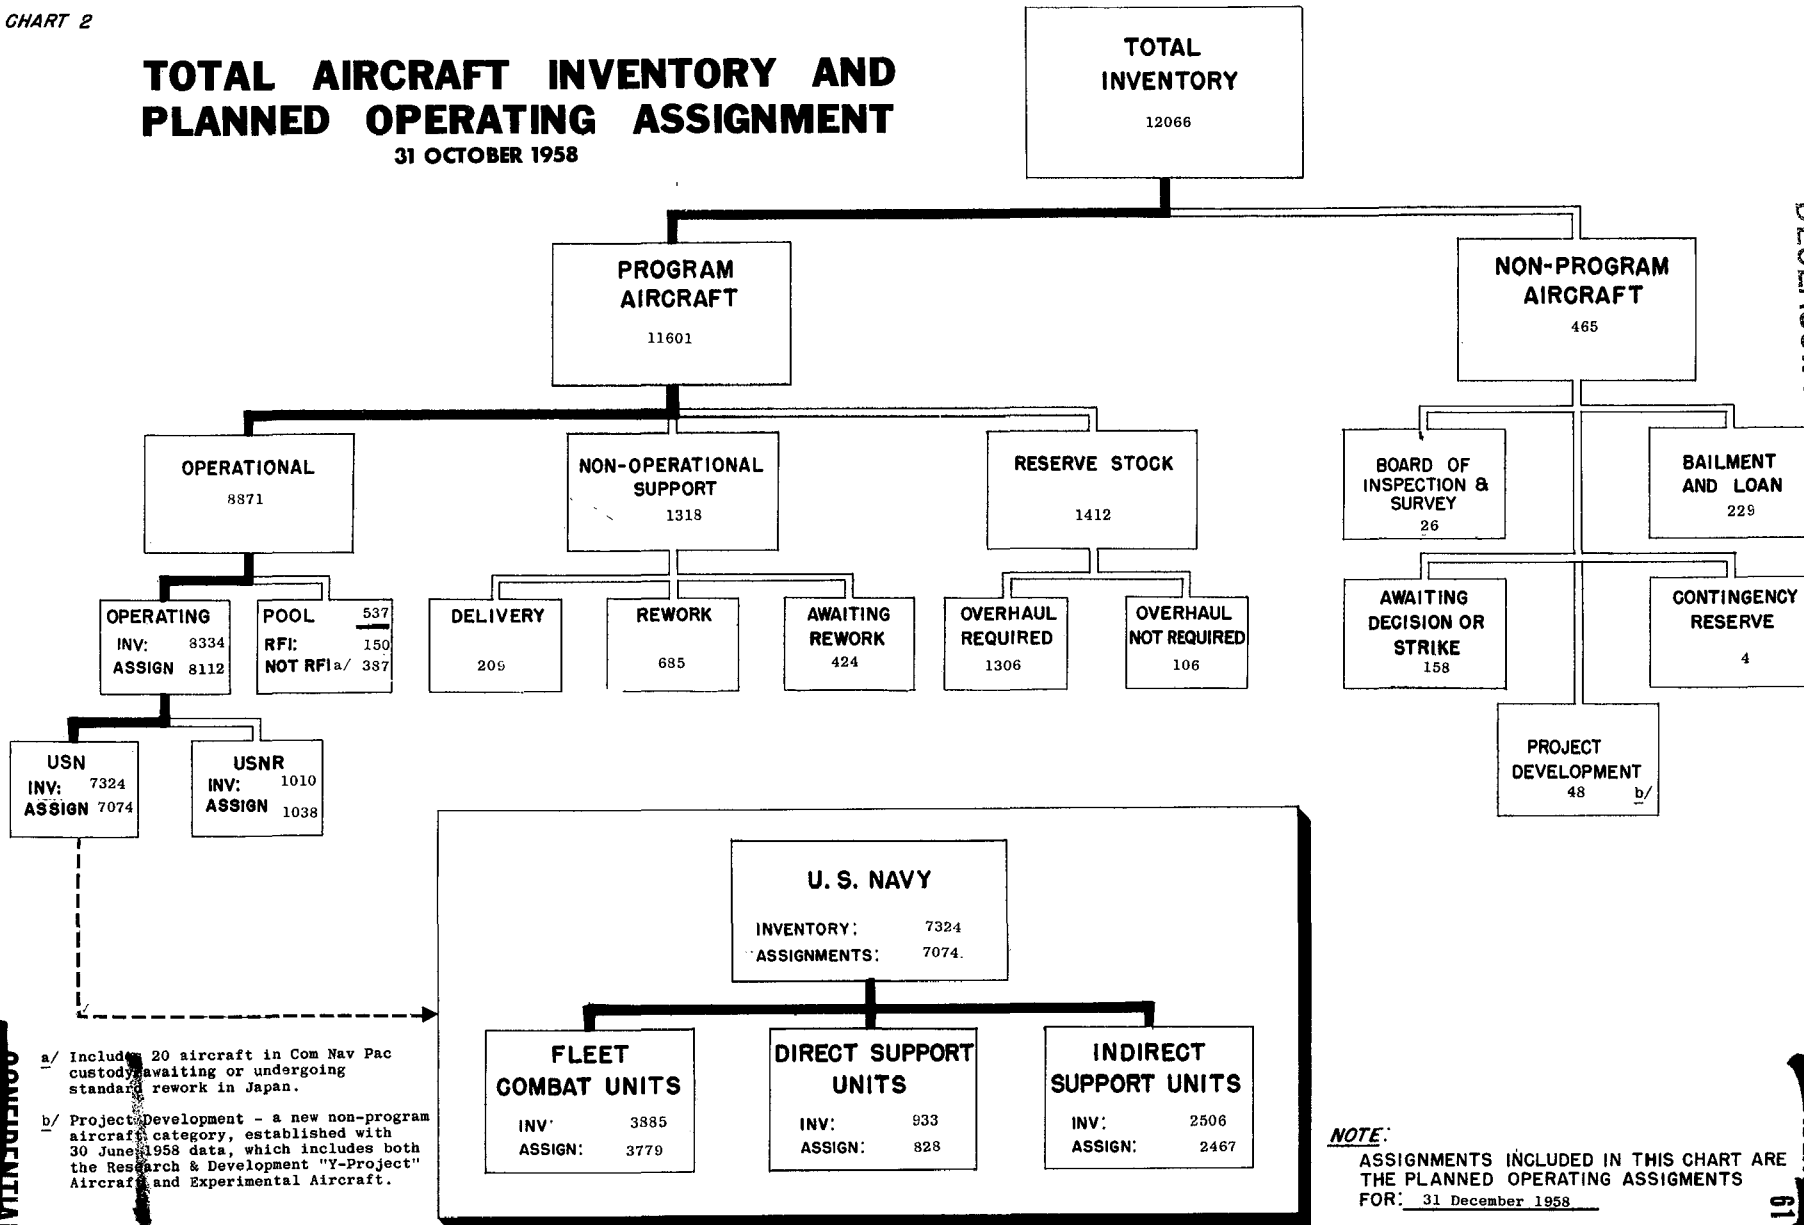 CHART 2
TOTAL AIRCRAFT INVENTORY AND
PLANNED OPERATING ASSIGNMENT
31 OCTOBER 1958
TOTAL
INVENTORY
12066
PROGRAM
AIRCRAFT
11601
NON-PROGRAM
AIRCRAFT
465
OPERATIONAL
8871
NON-OPERATIONAL
SUPPORT
1318
RESERVE STOCK
1412
BOARD OF
INSPECTION &
SURVEY
26
BAILMENT
AND LOAN
229
OPERATING
INV: 8334
ASSIGN 8112
POOL 537
RFI: 150
NOT RFI a/ 387
DELIVERY
209
REWORK
685
AWAITING
REWORK
424
OVERHAUL
REQUIRED
1306
OVERHAUL
NOT REQUIRED
106
AWAITING
DECISION OR
STRIKE
158
CONTINGENCY
RESERVE
4
PROJECT
DEVELOPMENT
48 b/
USN
INV: 7324
ASSIGN 7074
USNR
INV: 1010
ASSIGN 1038
U. S. NAVY
INVENTORY: 7324
ASSIGNMENTS: 7074.
FLEET
COMBAT UNITS
INV: 3885
ASSIGN: 3779
DIRECT SUPPORT
UNITS
INV: 933
ASSIGN: 828
INDIRECT
SUPPORT UNITS
INV: 2506
ASSIGN: 2467
a/ Includes 20 aircraft in Com Nav Pac
custody awaiting or undergoing
standard rework in Japan.
b/ Project Development - a new non-program
aircraft category, established with
30 June 1958 data, which includes both
the Research & Development "Y-Project"
Aircraft and Experimental Aircraft.
NOTE:
ASSIGNMENTS INCLUDED IN THIS CHART ARE
THE PLANNED OPERATING ASSIGMENTS
FOR: 31 December 1958
CONFIDENTIAL
61